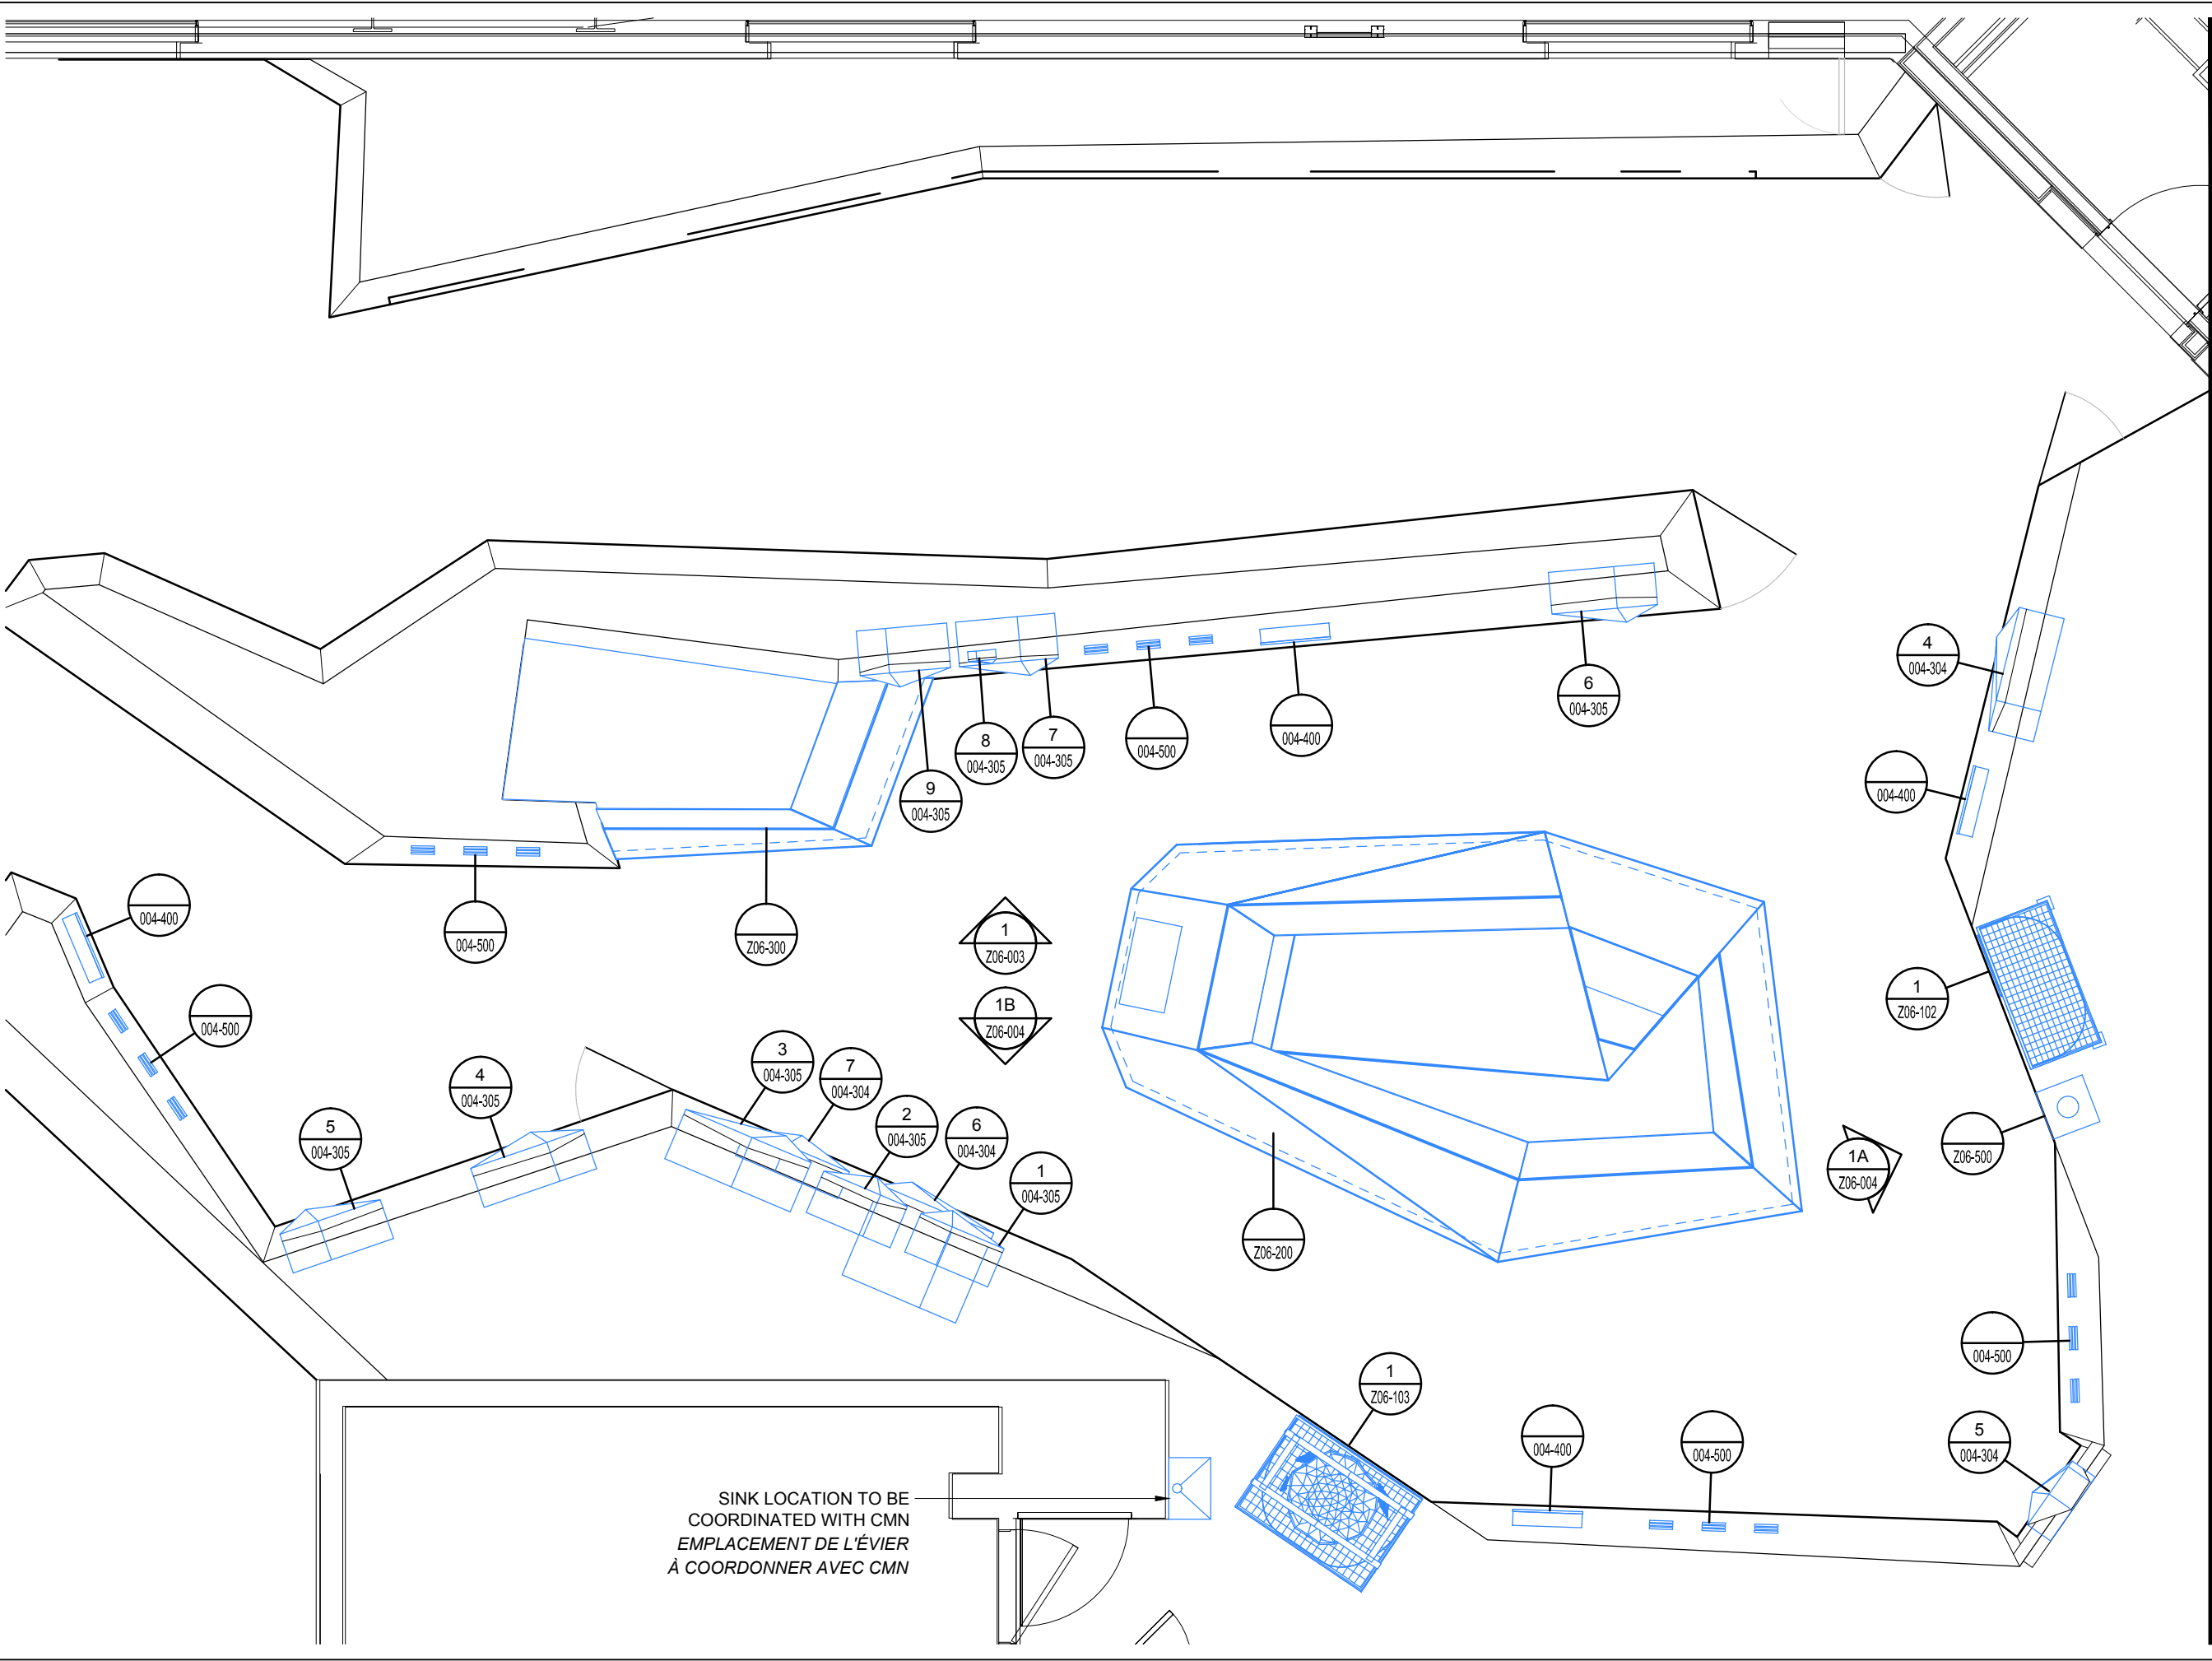 4
004-304
6
004-305
8
004-305
7
004-305
004-500
004-400
9
004-305
004-400
004-400
004-500
Z06-300
1
Z06-003
1
Z06-102
004-500
1B
Z06-004
3
004-305
7
004-304
4
004-305
2
004-305
6
004-304
5
004-305
1
004-305
Z06-500
1A
Z06-004
Z06-200
004-500
1
Z06-103
004-400
004-500
5
004-304
SINK LOCATION TO BE
COORDINATED WITH CMN
EMPLACEMENT DE L'ÉVIER
À COORDONNER AVEC CMN